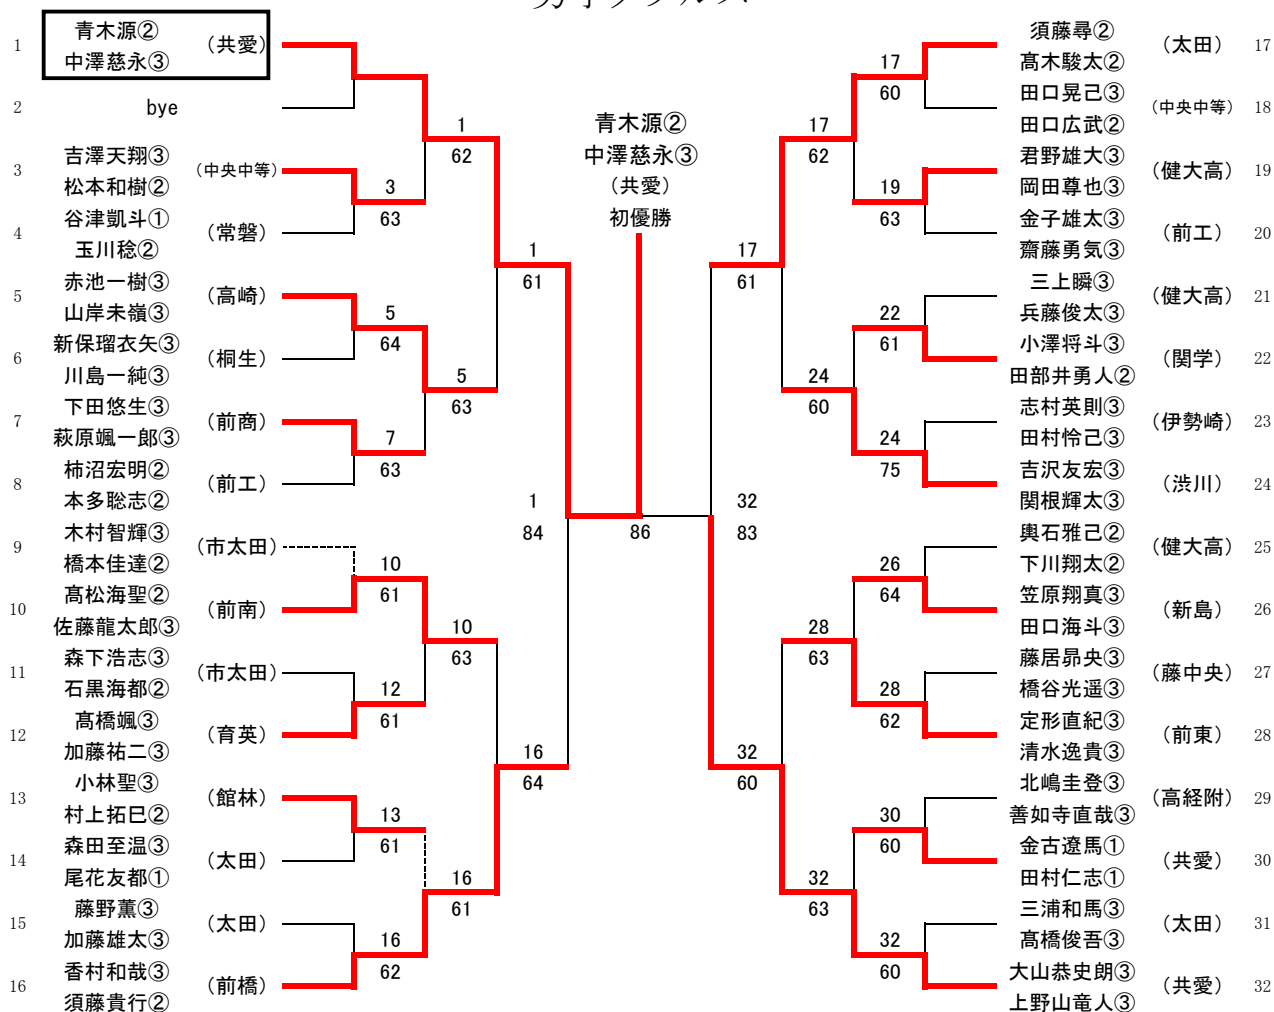 1 青木源② 中澤慈永③ （共愛）
2 bye
3 吉澤天翔③ 松本和樹② （中央中等）
4 谷津凱斗① 玉川稔② （常磐）
5 赤池一樹③ 山岸未嶺③ （高崎）
6 新保瑠衣矢③ 川島一純③ （桐生）
7 下田悠生③ 萩原颯一郎③ （前商）
8 柿沼宏明② 本多聡志② （前工）
9 木村智輝③ 橋本佳達② （市太田）
10 髙松海聖② 佐藤龍太郎③ （前南）
11 森下浩志③ 石黒海都② （市太田）
12 髙橋颯③ 加藤祐二③ （育英）
13 小林聖③ 村上拓巳② （館林）
14 森田至温③ 尾花友都① （太田）
15 藤野薫③ 加藤雄太③ （太田）
16 香村和哉③ 須藤貴行② （前橋）
3 63
5 64
7 63
10 61
12 61
13 61
16 62
1 62
5 63
10 63
16 61
1 61
16 64
1 84
青木源②
中澤慈永③
（共愛）
初優勝
86
32 83
17 61
32 60
17 62
24 60
28 63
32 63
17 60
19 63
22 61
24 75
26 64
28 62
30 60
32 60
須藤尋② 髙木駿太② （太田） 17
田口晃己③ 田口広武② （中央中等） 18
君野雄大③ 岡田尊也③ （健大高） 19
金子雄太③ 齋藤勇気③ （前工） 20
三上瞬③ 兵藤俊太③ （健大高） 21
小澤将斗③ 田部井勇人② （関学） 22
志村英則③ 田村怜己③ （伊勢崎） 23
吉沢友宏③ 関根輝太③ （渋川） 24
輿石雅己② 下川翔太② （健大高） 25
笠原翔真③ 田口海斗③ （新島） 26
藤居昴央③ 橋谷光遥③ （藤中央） 27
定形直紀③ 清水逸貴③ （前東） 28
北嶋圭登③ 善如寺直哉③ （高経附） 29
金古遼馬① 田村仁志① （共愛） 30
三浦和馬③ 髙橋俊吾③ （太田） 31
大山恭史朗③ 上野山竜人③ （共愛） 32